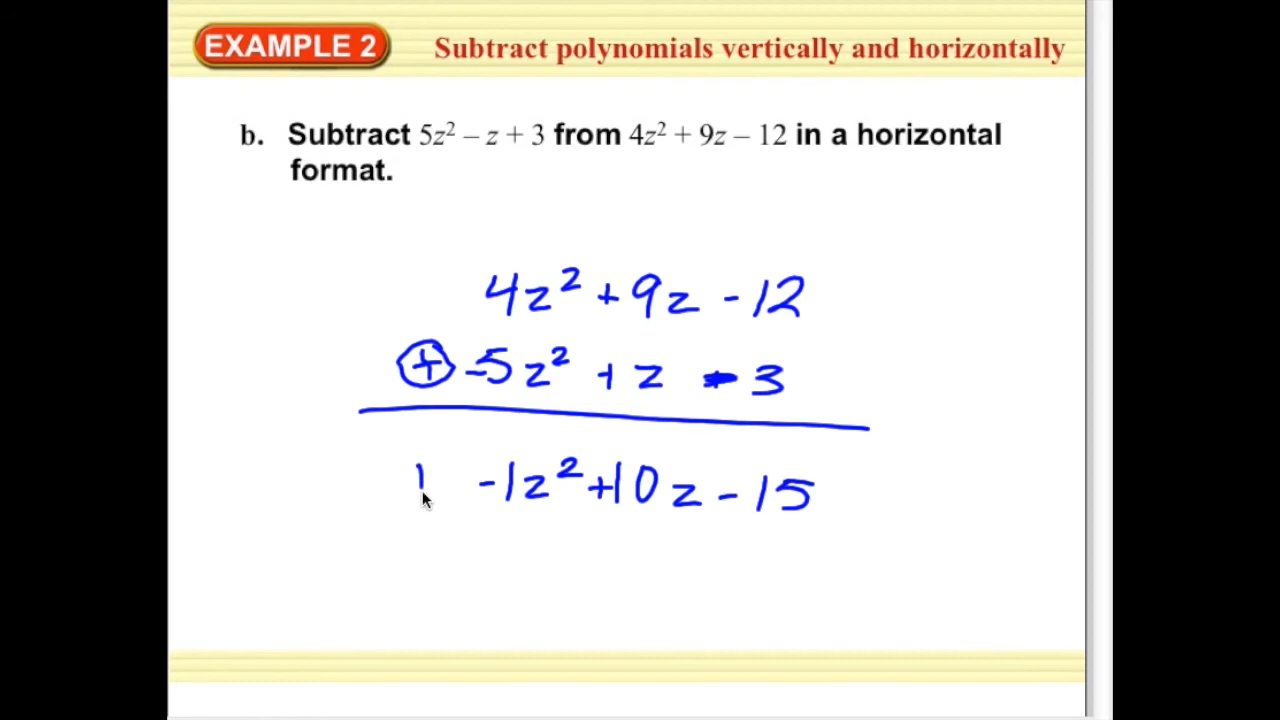 EXAMPLE 2 Subtract polynomials vertically and horizontally
b. Subtract 5z² – z + 3 from 4z² + 9z – 12 in a horizontal
format.
4z² + 9z - 12
⊕ -5z² + z - 3
1 -1z² + 10z - 15